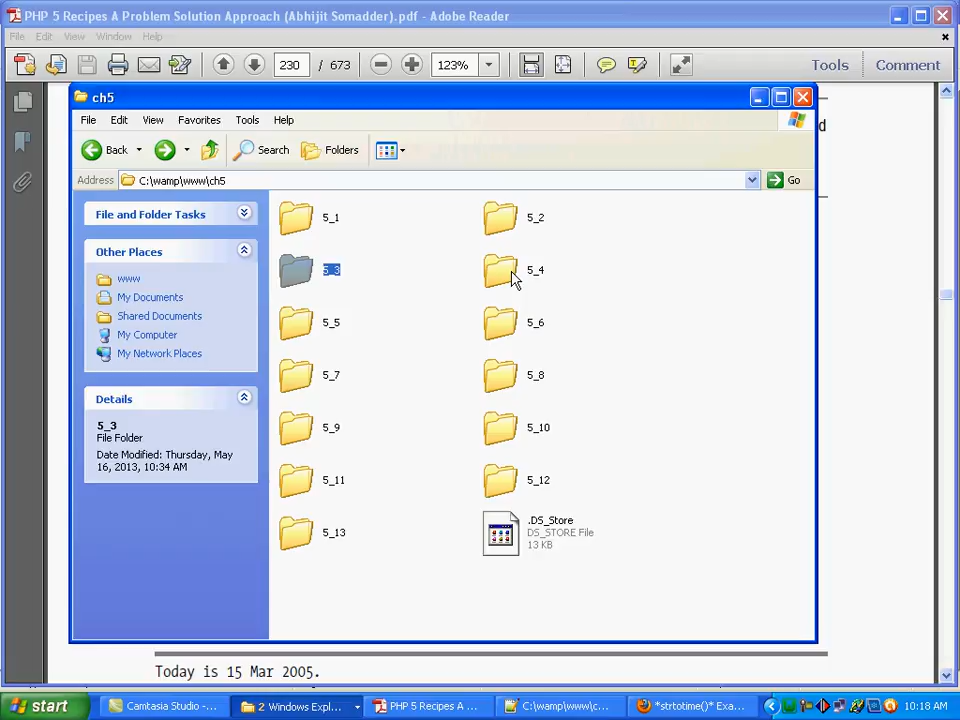 PHP 5 Recipes A Problem Solution Approach (Abhijit Somadder).pdf - Adobe Reader
File Edit View Window Help
230 / 673 123% Tools Comment
ch5
d
File Edit View Favorites Tools Help
Back Search Folders
Address C:\wamp\www\ch5 Go
File and Folder Tasks
Other Places
www
My Documents
Shared Documents
My Computer
My Network Places
Details
5_3
File Folder
Date Modified: Thursday, May
16, 2013, 10:34 AM
5_1 5_2
5_3 5_4
5_5 5_6
5_7 5_8
5_9 5_10
5_11 5_12
5_13 .DS_Store
DS_STORE File
13 KB
Today is 15 Mar 2005.
start Camtasia Studio -... 2 Windows Expl... PHP 5 Recipes A ... C:\wamp\www\c... *strtotime()* Exa... 10:18 AM